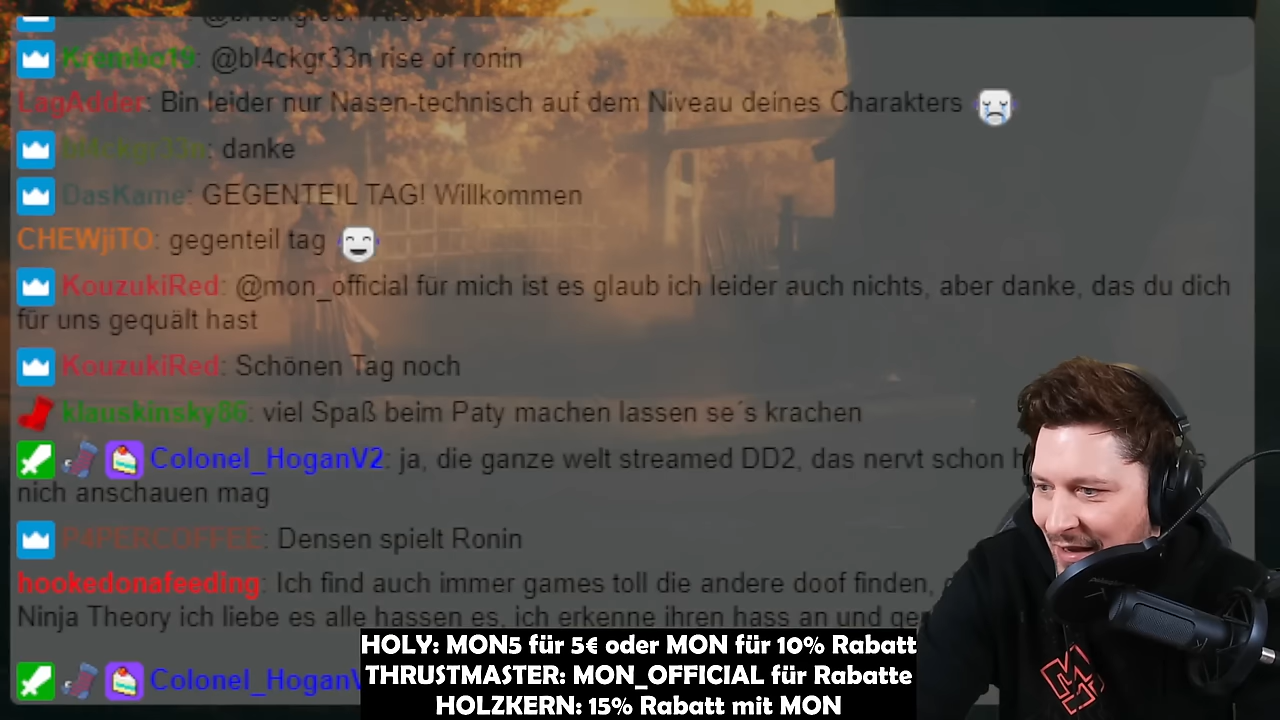 Krembo19: @bl4ckgr33n rise of ronin
LagAdder: Bin leider nur Nasen-technisch auf dem Niveau deines Charakters
bl4ckgr33n: danke
DasKame: GEGENTEIL TAG! Willkommen
CHEWjiTO: gegenteil tag
KouzukiRed: @mon_official für mich ist es glaub ich leider auch nichts, aber danke, das du dich
für uns gequält hast
KouzukiRed: Schönen Tag noch
klauskinsky86: viel Spaß beim Paty machen lassen se´s krachen
Colonel_HoganV2: ja, die ganze welt streamed DD2, das nervt schon
nich anschauen mag
P4PERCOFFEE: Densen spielt Ronin
hookedonafeeding: Ich find auch immer games toll die andere doof finden,
Ninja Theory ich liebe es alle hassen es, ich erkenne ihren hass an und
Colonel_HoganV
HOLY: MON5 für 5€ oder MON für 10% Rabatt
THRUSTMASTER: MON_OFFICIAL für Rabatte
HOLZKERN: 15% Rabatt mit MON